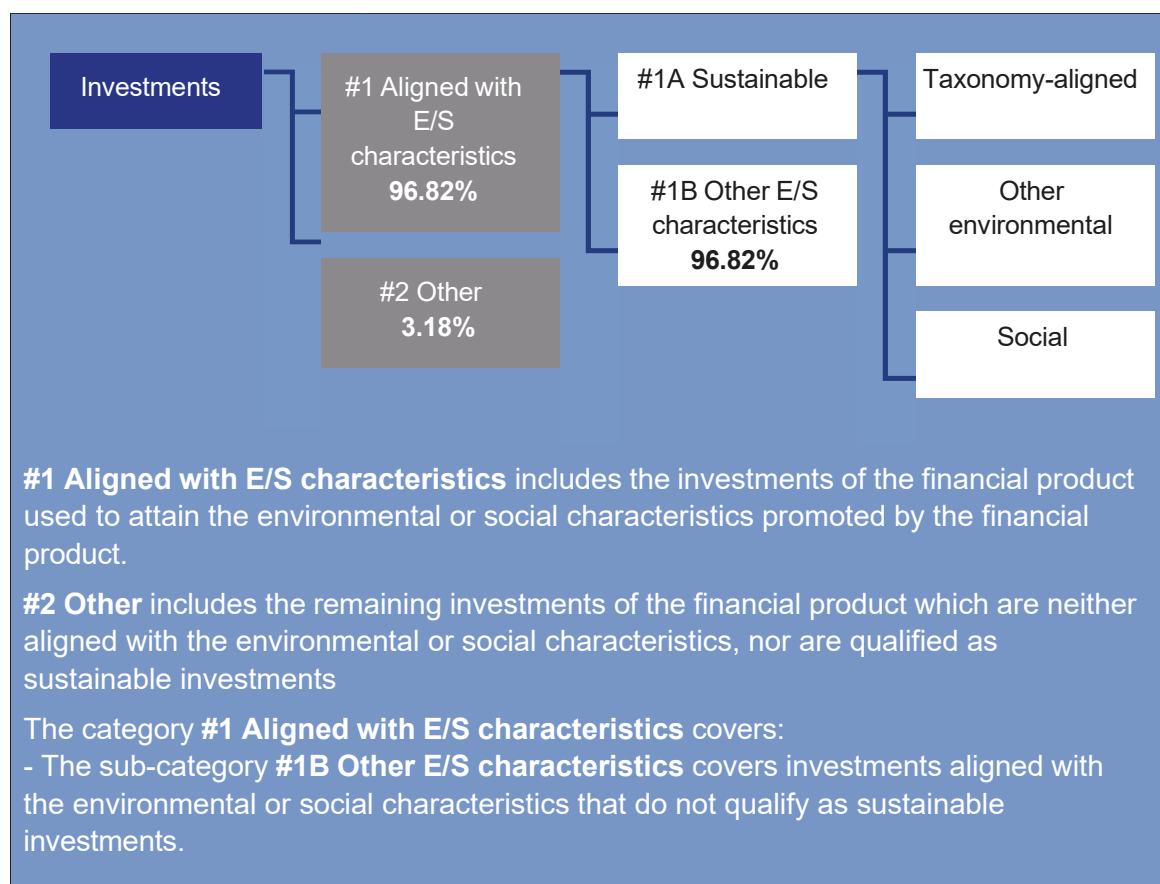 Investments
#1 Aligned with
E/S
characteristics
96.82%
#2 Other
3.18%
#1A Sustainable
#1B Other E/S
characteristics
96.82%
Taxonomy-aligned
Other
environmental
Social
#1 Aligned with E/S characteristics includes the investments of the financial product
used to attain the environmental or social characteristics promoted by the financial
product.
#2 Other includes the remaining investments of the financial product which are neither
aligned with the environmental or social characteristics, nor are qualified as
sustainable investments
The category #1 Aligned with E/S characteristics covers:
- The sub-category #1B Other E/S characteristics covers investments aligned with
the environmental or social characteristics that do not qualify as sustainable
investments.